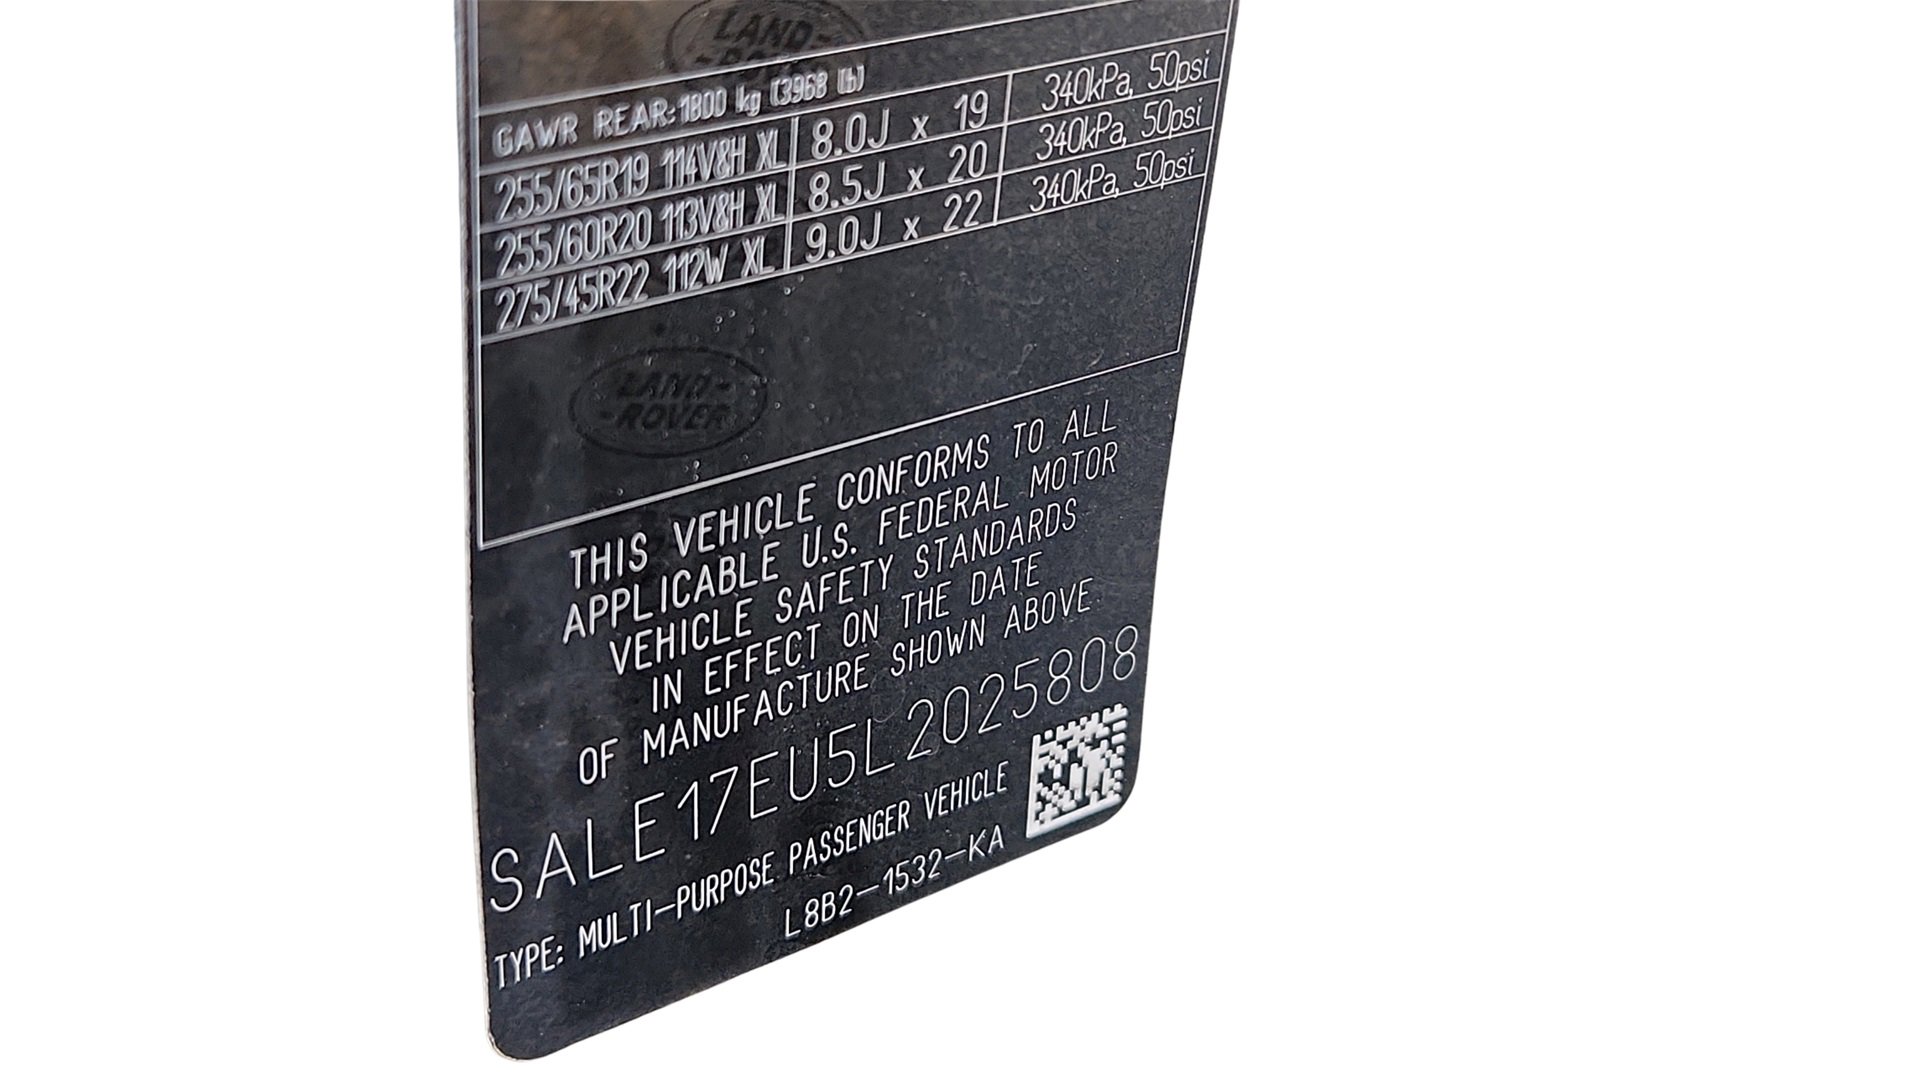 LAND-
-ROVER
GAWR REAR:1800 kg (3968 lb)
255/65R19 114V&H XL 8.0J x 19 340kPa, 50psi
255/60R20 113V&H XL 8.5J x 20 340kPa, 50psi
275/45R22 112W XL 9.0J x 22 340kPa, 50psi
LAND-
-ROVER
THIS VEHICLE CONFORMS TO ALL
APPLICABLE U.S. FEDERAL MOTOR
VEHICLE SAFETY STANDARDS
IN EFFECT ON THE DATE
OF MANUFACTURE SHOWN ABOVE
SALE17EU5L2025808
TYPE: MULTI-PURPOSE PASSENGER VEHICLE
L8B2-1532-KA